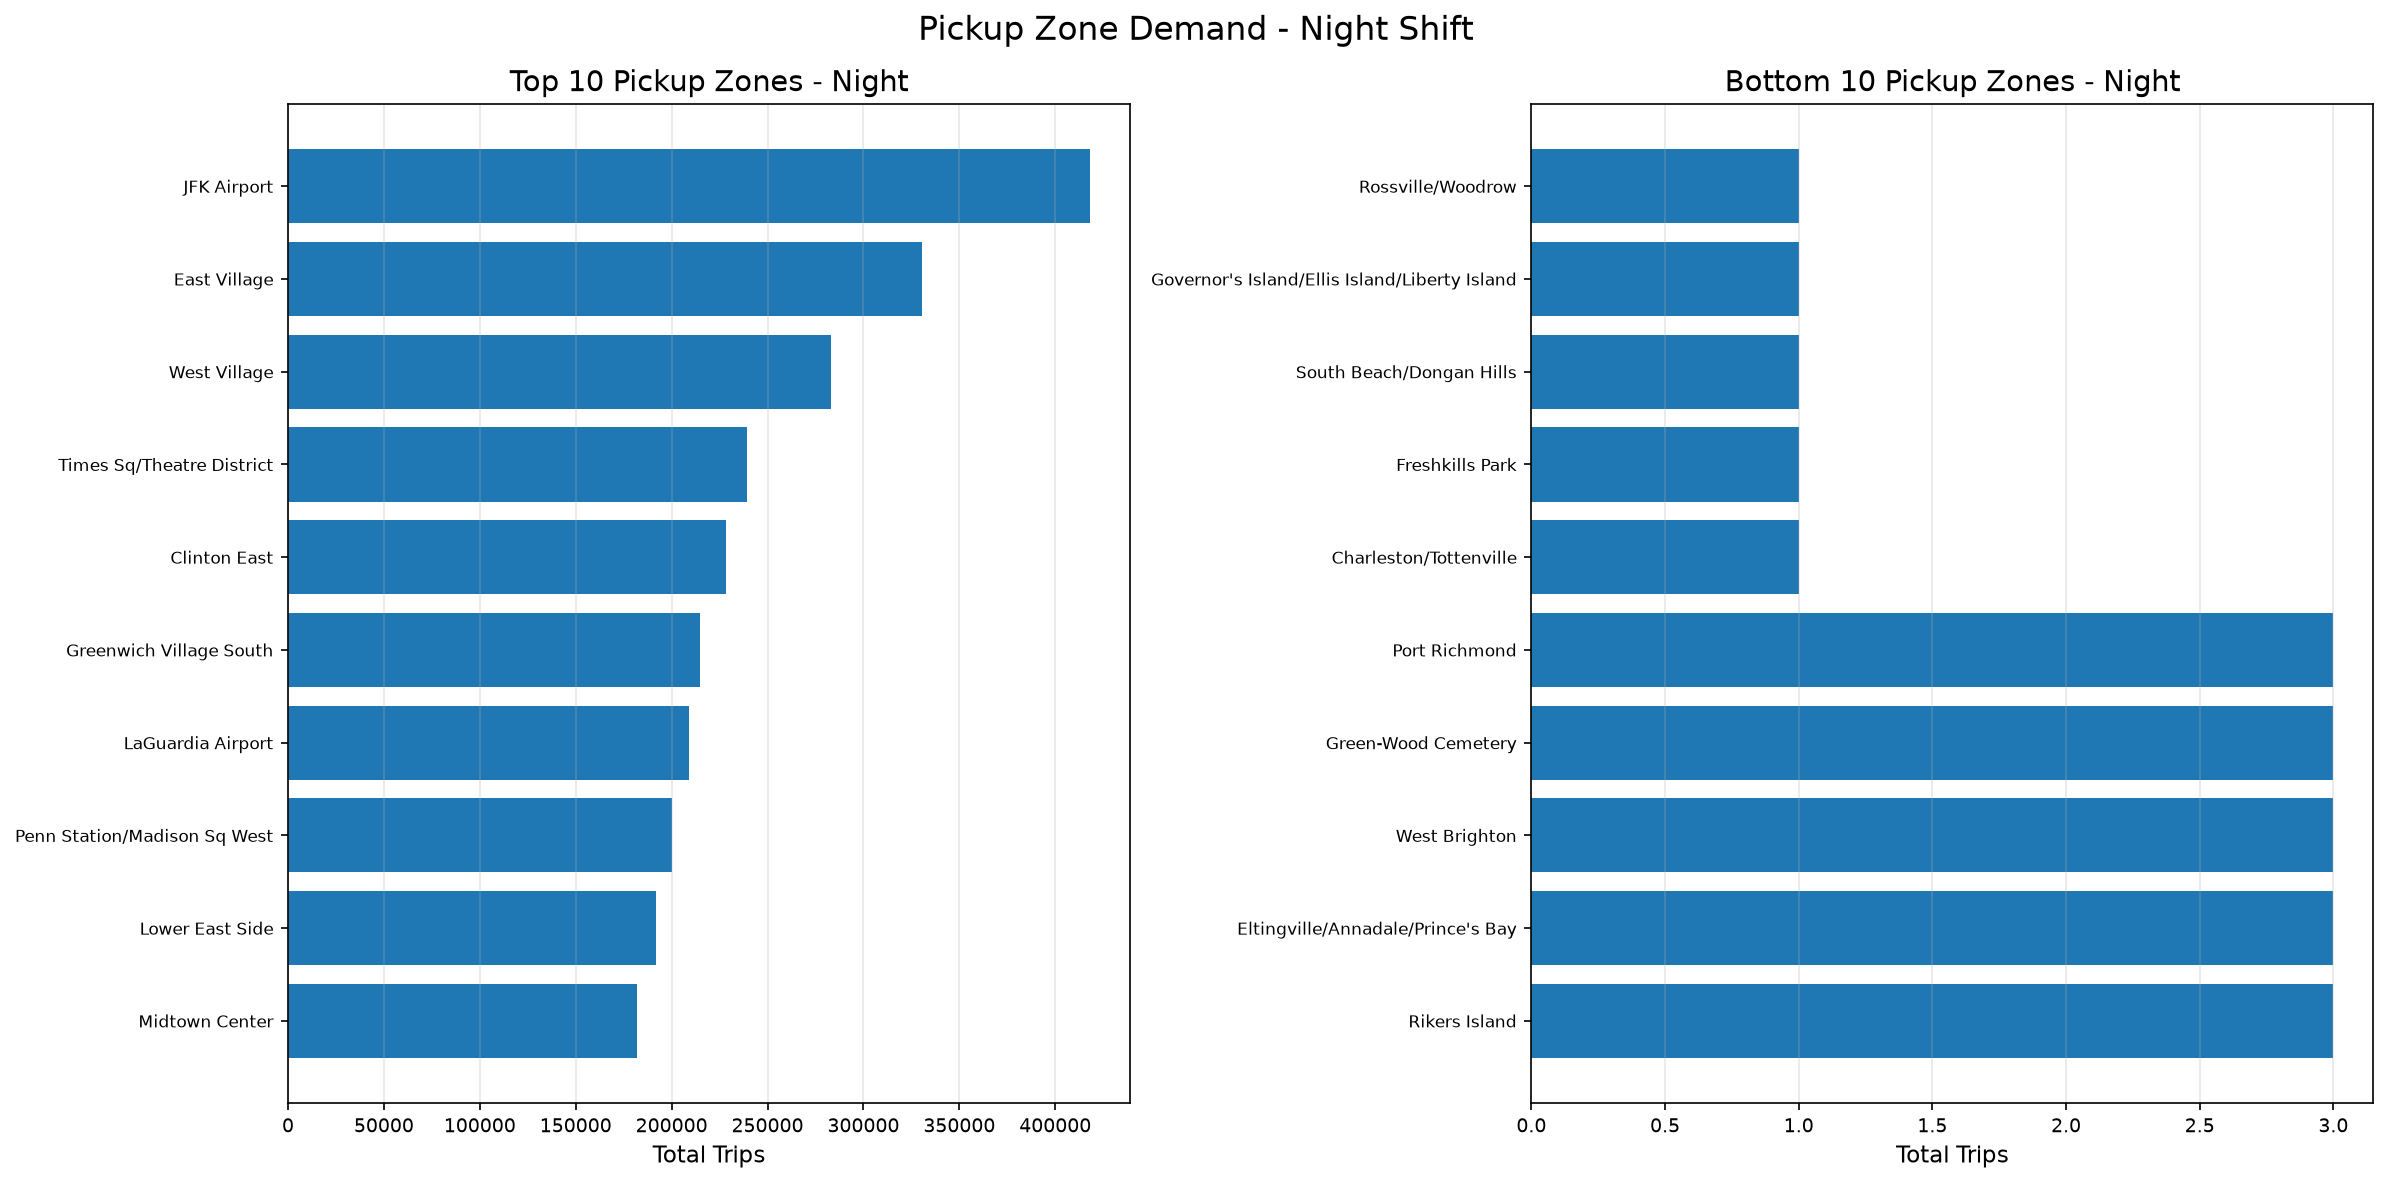 Pickup Zone Demand - Night Shift
Top 10 Pickup Zones - Night
JFK Airport
East Village
West Village
Times Sq/Theatre District
Clinton East
Greenwich Village South
LaGuardia Airport
Penn Station/Madison Sq West
Lower East Side
Midtown Center
0 50000 100000 150000 200000 250000 300000 350000 400000
Total Trips
Bottom 10 Pickup Zones - Night
Rossville/Woodrow
Governor's Island/Ellis Island/Liberty Island
South Beach/Dongan Hills
Freshkills Park
Charleston/Tottenville
Port Richmond
Green-Wood Cemetery
West Brighton
Eltingville/Annadale/Prince's Bay
Rikers Island
0.0 0.5 1.0 1.5 2.0 2.5 3.0
Total Trips